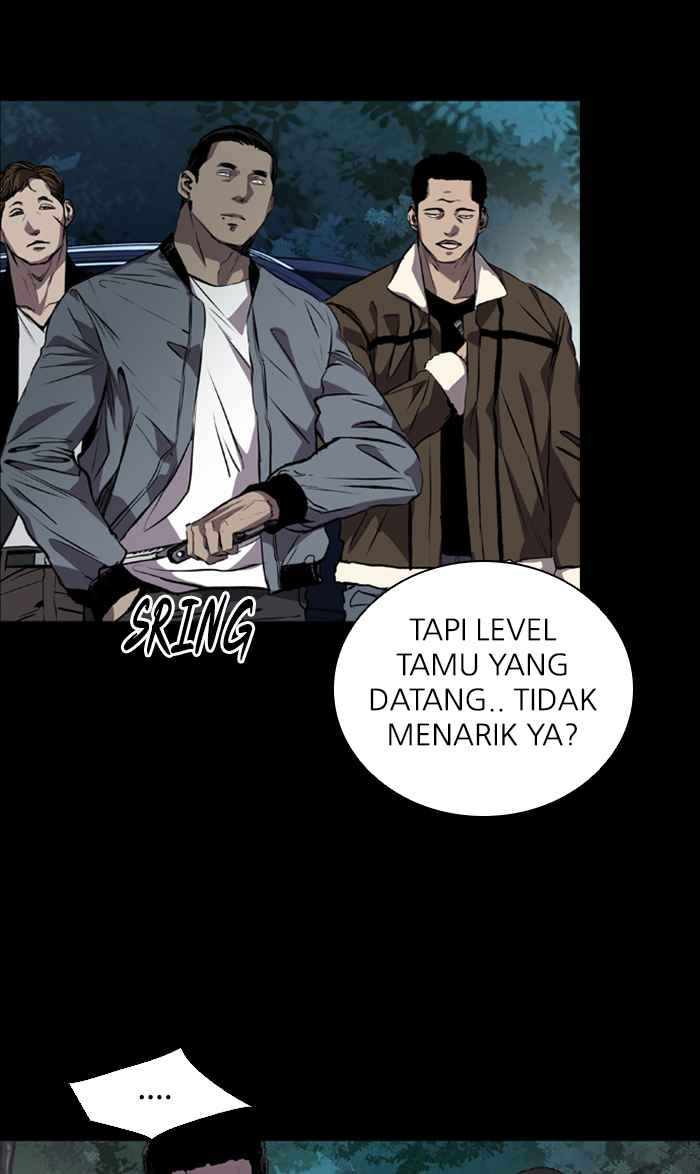 SRING
TAPI LEVEL
TAMU YANG
DATANG.. TIDAK
MENARIK YA?
....